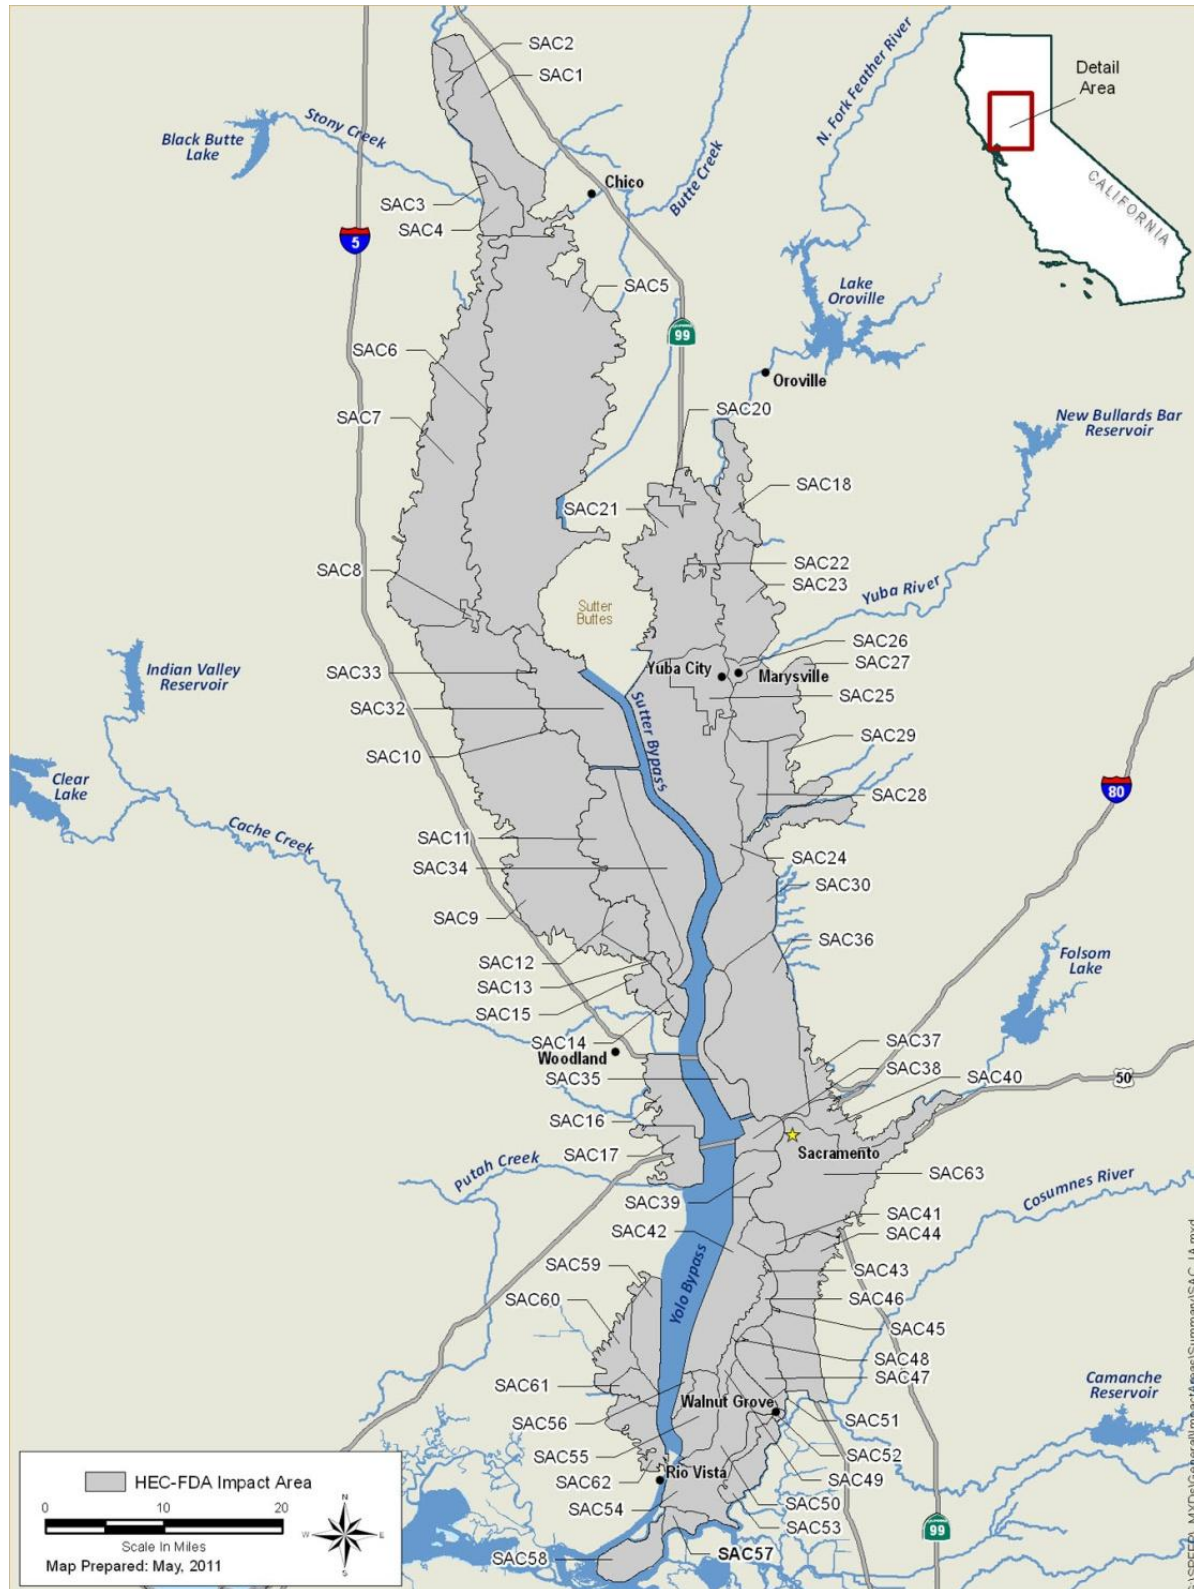 SAC2
SAC1
N. Fork Feather River
Detail
Area
CALIFORNIA
Black Butte
Lake
Stony Creek
Butte Creek
Chico
SAC3
SAC4
5
SAC5
Lake
Oroville
99
SAC6
Oroville
SAC7
SAC20
New Bullards Bar
Reservoir
SAC18
SAC21
SAC8
SAC22
SAC23
Yuba River
Sutter
Buttes
Indian Valley
Reservoir
SAC26
SAC27
Yuba City
Marysville
SAC33
SAC25
SAC32
Sutter Bypass
SAC29
SAC10
Clear
Lake
80
SAC28
Cache Creek
SAC11
SAC24
SAC34
SAC30
SAC9
SAC36
Folsom
Lake
SAC12
SAC13
SAC15
SAC14
Woodland
SAC37
SAC35
SAC38
SAC40
50
SAC16
SAC17
Sacramento
Putah Creek
SAC63
Cosumnes River
SAC39
SAC41
SAC42
SAC44
SAC59
Yolo Bypass
SAC43
SAC60
SAC46
SAC45
SAC48
SAC47
SAC61
Walnut Grove
Camanche
Reservoir
SAC56
SAC51
SAC55
SAC52
SAC62
Rio Vista
SAC49
SAC54
SAC50
SAC53
99
SAC58
SAC57
HEC-FDA Impact Area
0 10 20
Scale In Miles
Map Prepared: May, 2011
N
W E
S